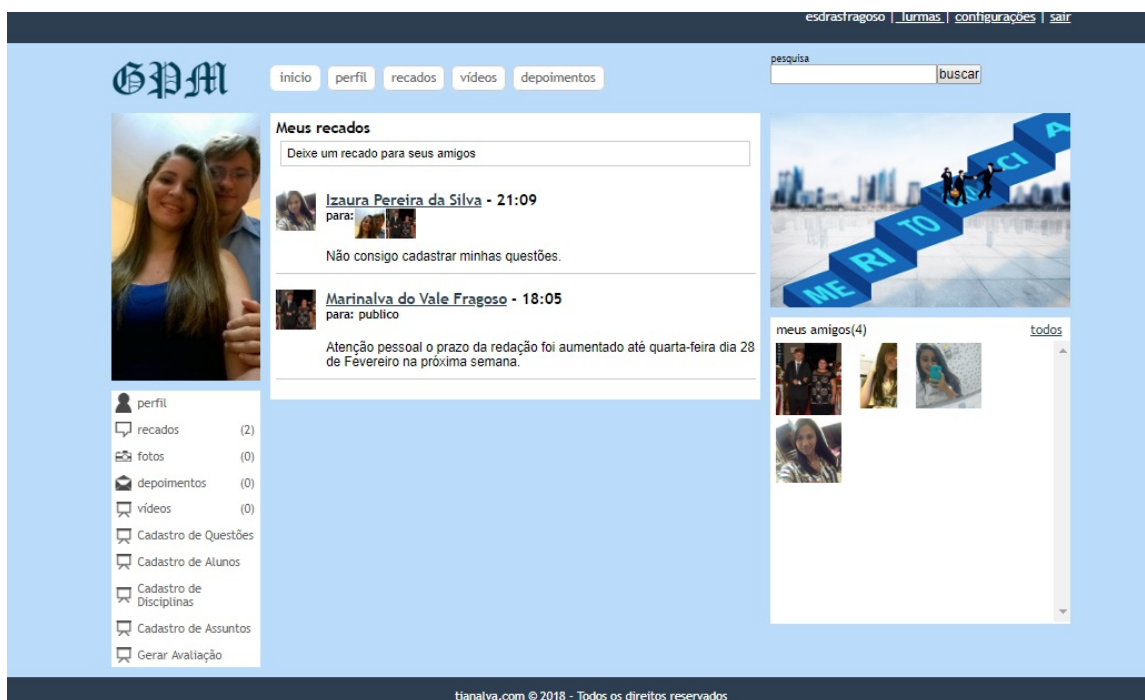 esdrasfragoso | Turmas | configurações | sair
GPM
inicio perfil recados vídeos depoimentos
pesquisa
buscar
Meus recados
Deixe um recado para seus amigos
Izaura Pereira da Silva - 21:09
para:
Não consigo cadastrar minhas questões.
Marinalva do Vale Fragoso - 18:05
para: publico
Atenção pessoal o prazo da redação foi aumentado até quarta-feira dia 28
de Fevereiro na próxima semana.
MERITOCRACIA
meus amigos(4) todos
perfil
recados (2)
fotos (0)
depoimentos (0)
vídeos (0)
Cadastro de Questões
Cadastro de Alunos
Cadastro de
Disciplinas
Cadastro de Assuntos
Gerar Avaliação
tianalva.com © 2018 - Todos os direitos reservados